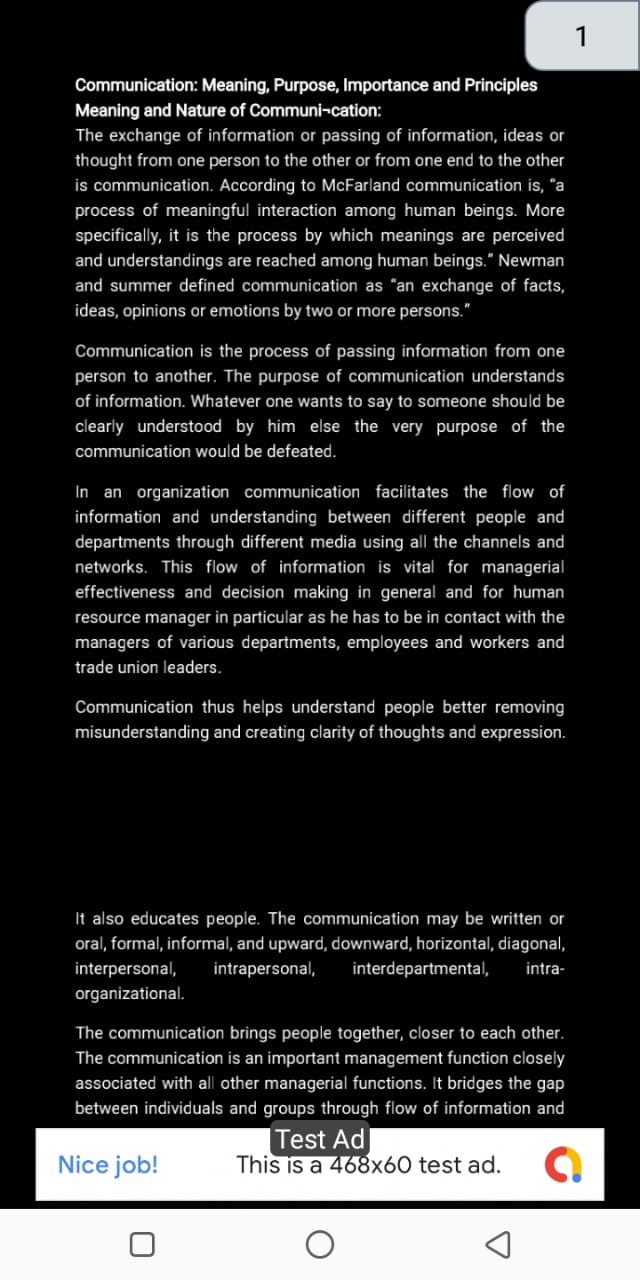 1
Communication: Meaning, Purpose, Importance and Principles
Meaning and Nature of Communi¬cation:
The exchange of information or passing of information, ideas or
thought from one person to the other or from one end to the other
is communication. According to McFarland communication is, “a
process of meaningful interaction among human beings. More
specifically, it is the process by which meanings are perceived
and understandings are reached among human beings.” Newman
and summer defined communication as “an exchange of facts,
ideas, opinions or emotions by two or more persons.”
Communication is the process of passing information from one
person to another. The purpose of communication understands
of information. Whatever one wants to say to someone should be
clearly understood by him else the very purpose of the
communication would be defeated.
In an organization communication facilitates the flow of
information and understanding between different people and
departments through different media using all the channels and
networks. This flow of information is vital for managerial
effectiveness and decision making in general and for human
resource manager in particular as he has to be in contact with the
managers of various departments, employees and workers and
trade union leaders.
Communication thus helps understand people better removing
misunderstanding and creating clarity of thoughts and expression.
It also educates people. The communication may be written or
oral, formal, informal, and upward, downward, horizontal, diagonal,
interpersonal, intrapersonal, interdepartmental, intra-
organizational.
The communication brings people together, closer to each other.
The communication is an important management function closely
associated with all other managerial functions. It bridges the gap
between individuals and groups through flow of information and
Test Ad
Nice job! This is a 468x60 test ad.